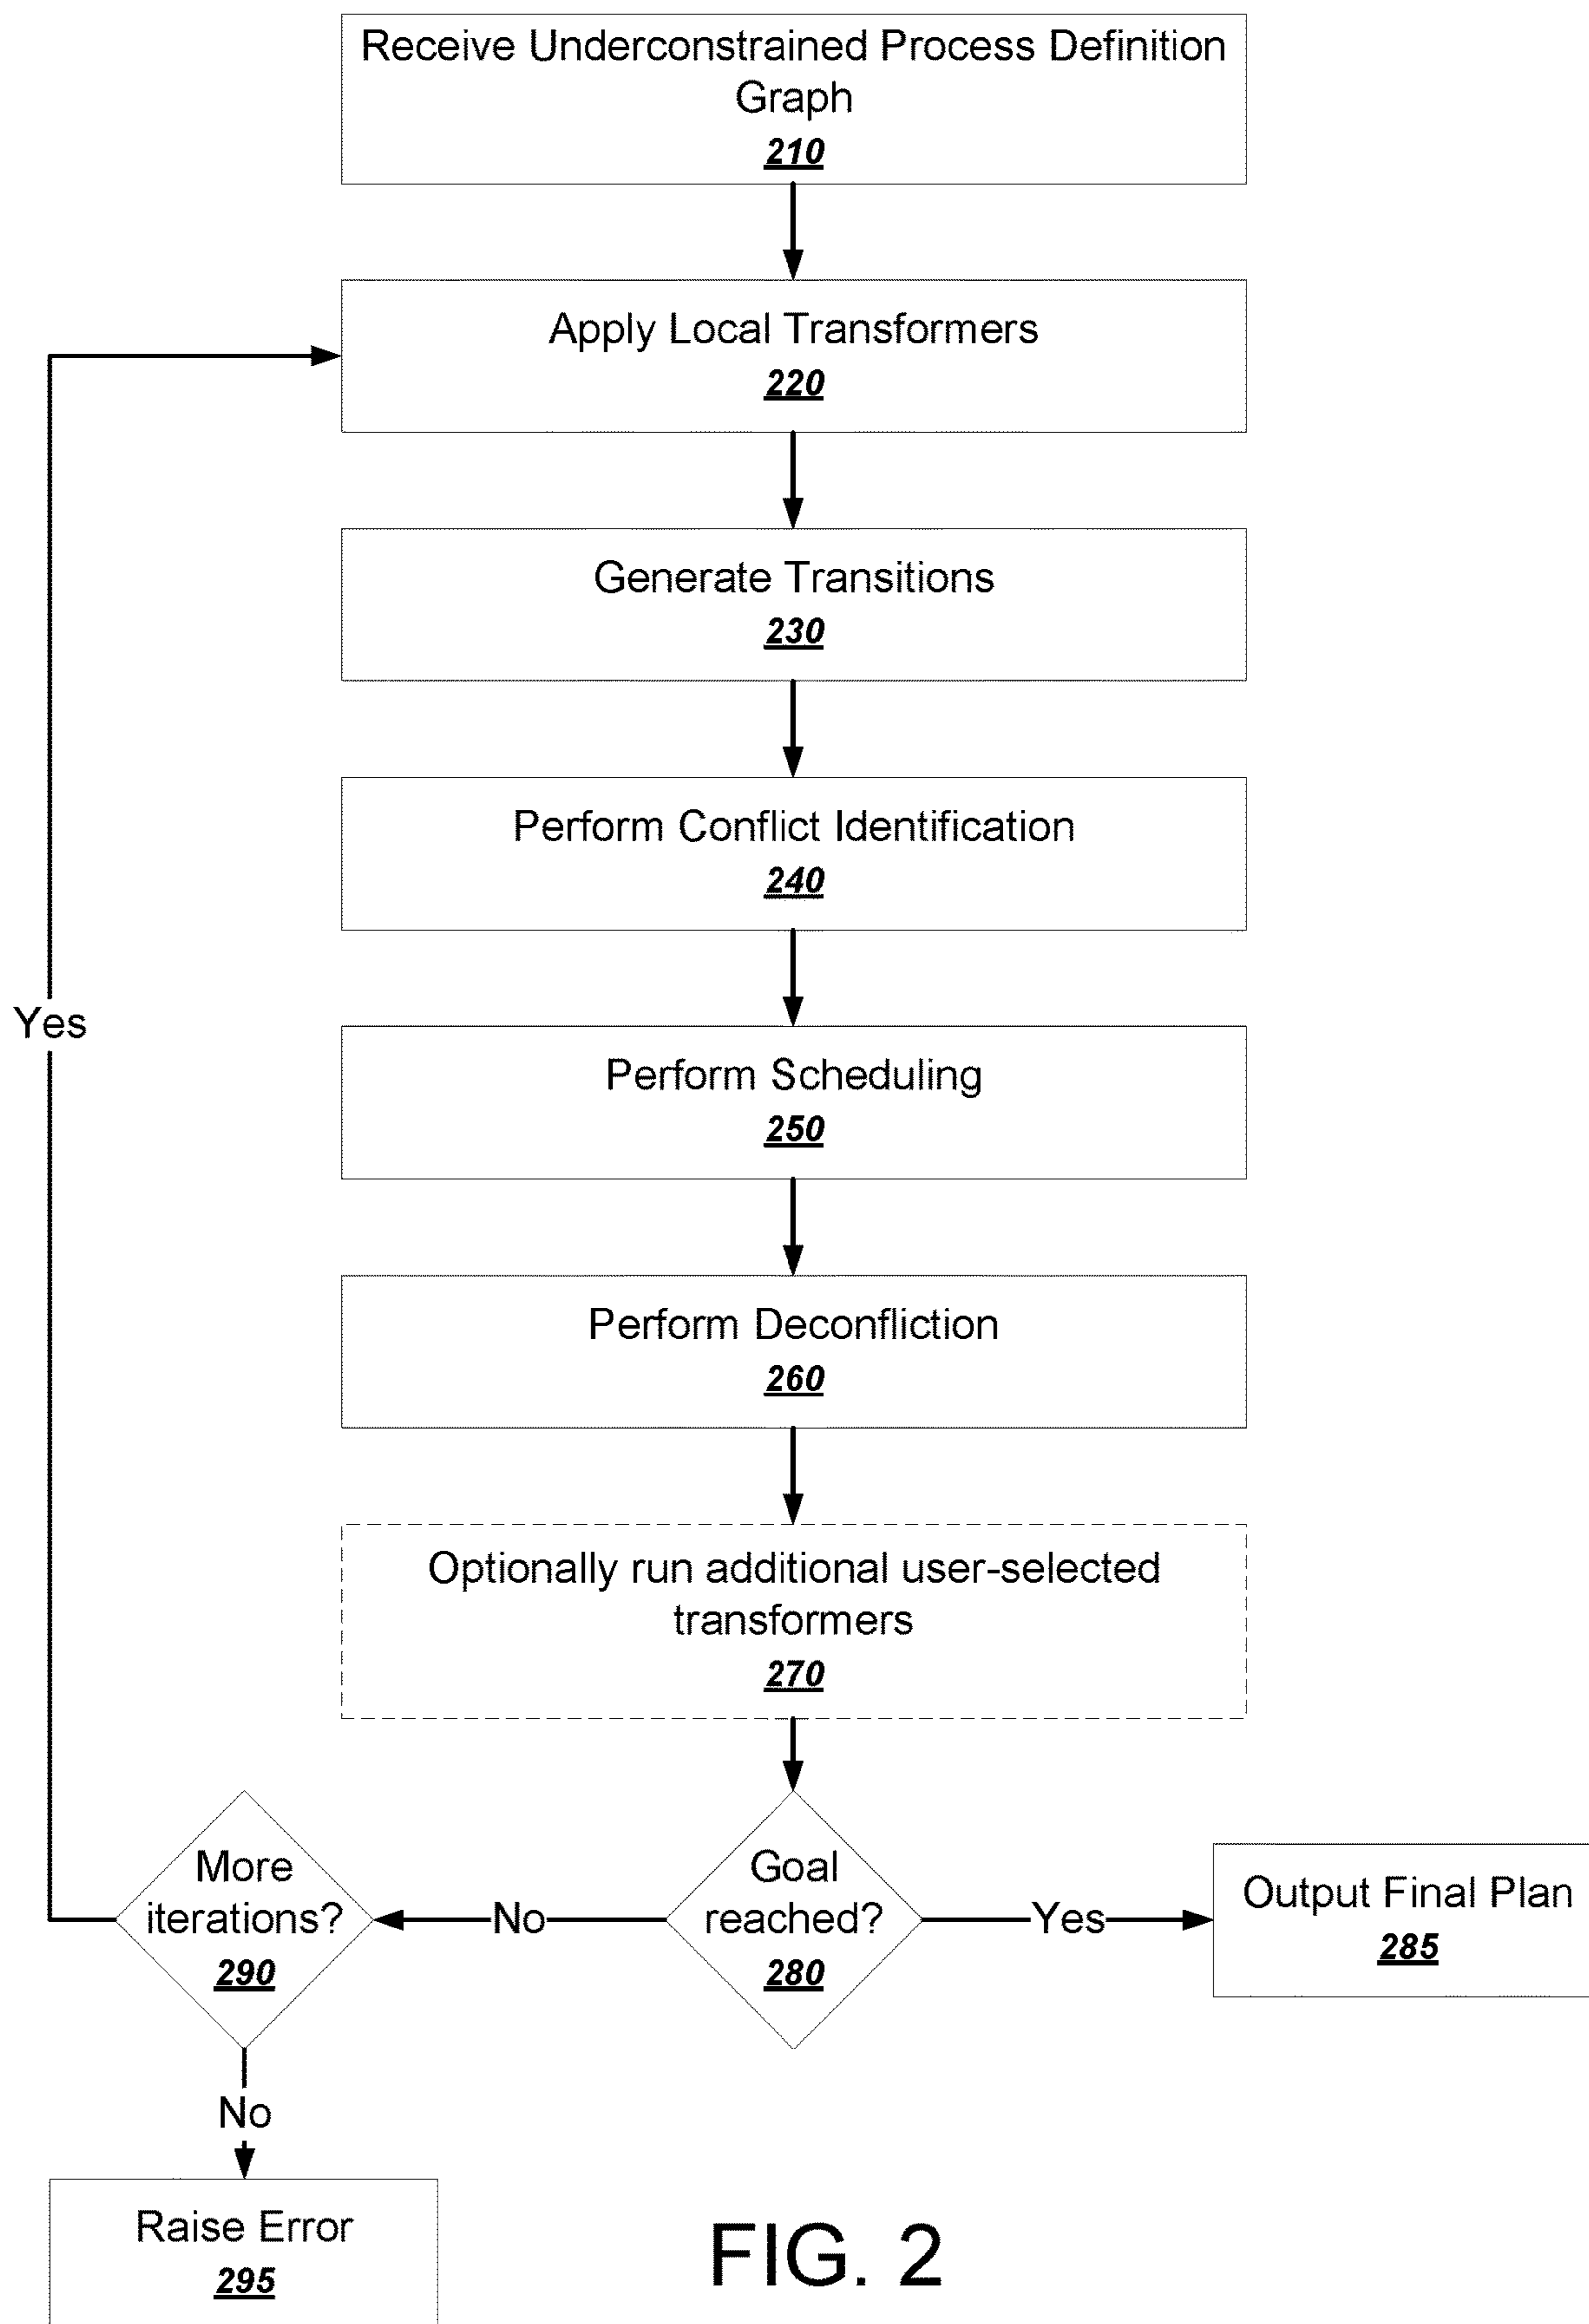 Receive Underconstrained Process Definition
Graph
210
Apply Local Transformers
220
Generate Transitions
230
Perform Conflict Identification
240
Yes
Perform Scheduling
250
Perform Deconfliction
260
Optionally run additional user-selected
transformers
270
More
iterations?
290
No
Goal
reached?
280
Yes
Output Final Plan
285
No
Raise Error
295
FIG. 2